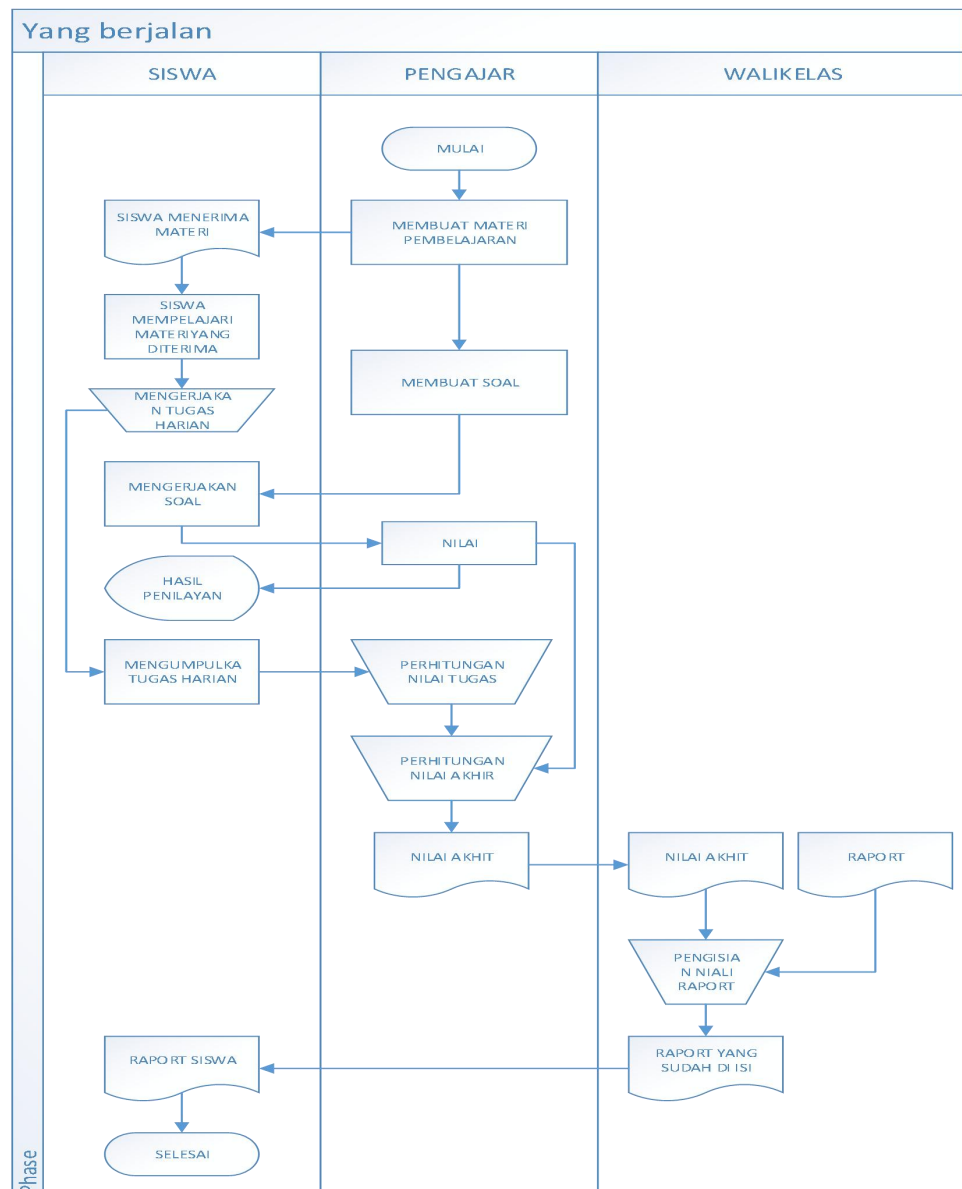 Yang berjalan
SISWA
PENGAJAR
WALIKELAS
MULAI
SISWA MENERIMA
MATERI
MEMBUAT MATERI
PEMBELAJARAN
SISWA
MEMPELAJARI
MATERIYANG
DITERIMA
MEMBUAT SOAL
MENGERJAKA
N TUGAS
HARIAN
MENGERJAKAN
SOAL
NILAI
HASIL
PENILAYAN
MENGUMPULKA
TUGAS HARIAN
PERHITUNGAN
NILAI TUGAS
PERHITUNGAN
NILAI AKHIR
NILAI AKHIT
NILAI AKHIT
RAPORT
PENGISIA
N NIALI
RAPORT
RAPORT SISWA
RAPORT YANG
SUDAH DI ISI
SELESAI
Phase